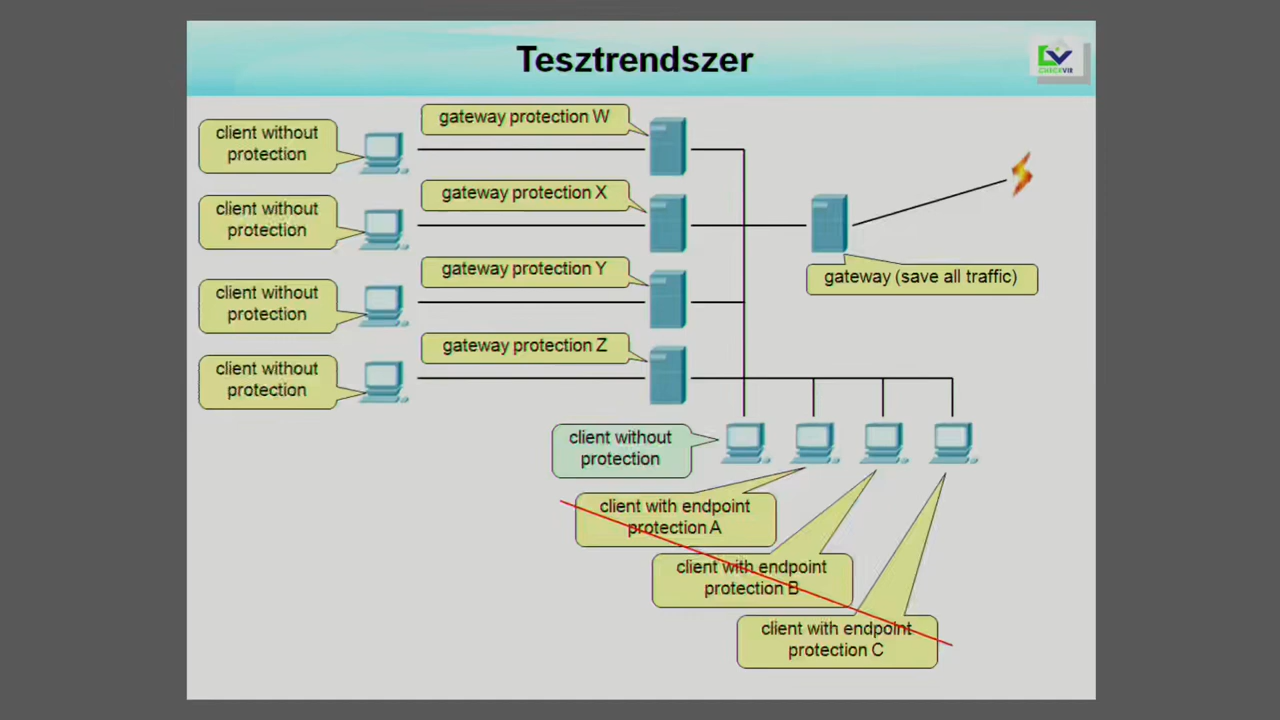 Tesztrendszer
CHECKVIR
client without
protection
gateway protection W
client without
protection
gateway protection X
client without
protection
gateway protection Y
client without
protection
gateway protection Z
gateway (save all traffic)
client without
protection
client with endpoint
protection A
client with endpoint
protection B
client with endpoint
protection C